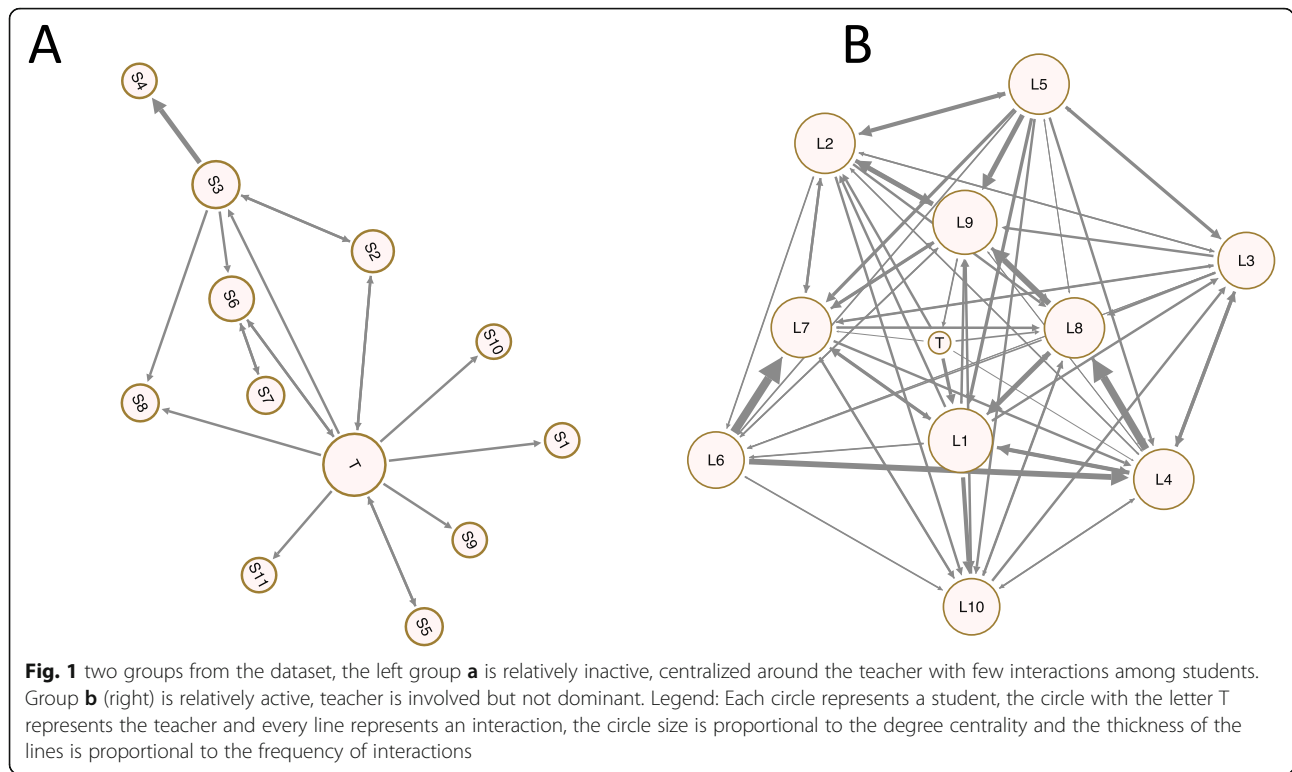 A
B
S4
S3
S2
S6
S7
S8
S10
S1
T
S9
S11
S5
L5
L2
L9
L3
L7
L8
T
L1
L6
L4
L10
Fig. 1 two groups from the dataset, the left group a is relatively inactive, centralized around the teacher with few interactions among students.
Group b (right) is relatively active, teacher is involved but not dominant. Legend: Each circle represents a student, the circle with the letter T
represents the teacher and every line represents an interaction, the circle size is proportional to the degree centrality and the thickness of the
lines is proportional to the frequency of interactions